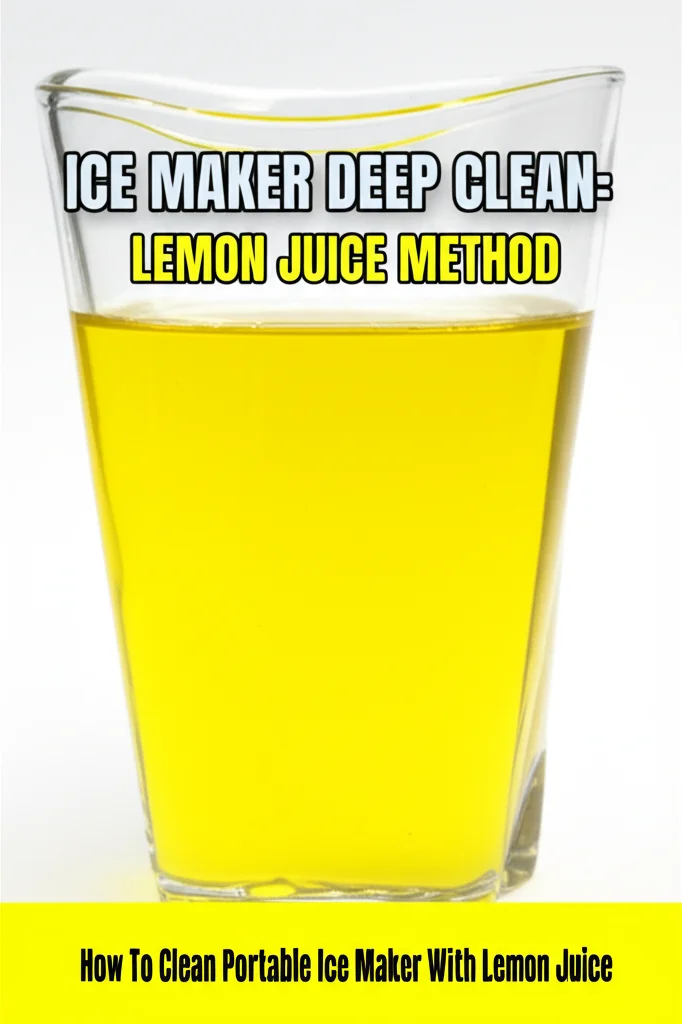 ICE MAKER DEEP CLEAN:
LEMON JUICE METHOD
How To Clean Portable Ice Maker With Lemon Juice